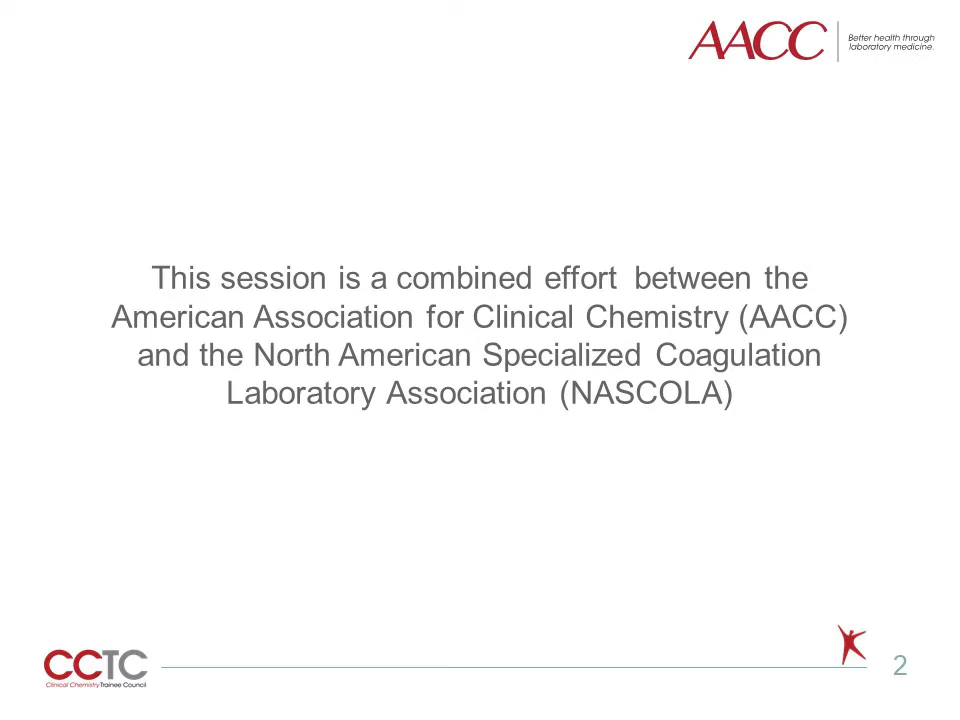 AACC
Better health through
laboratory medicine.
This session is a combined effort between the
American Association for Clinical Chemistry (AACC)
and the North American Specialized Coagulation
Laboratory Association (NASCOLA)
CCTC
Clinical Chemistry Trainee Council
2